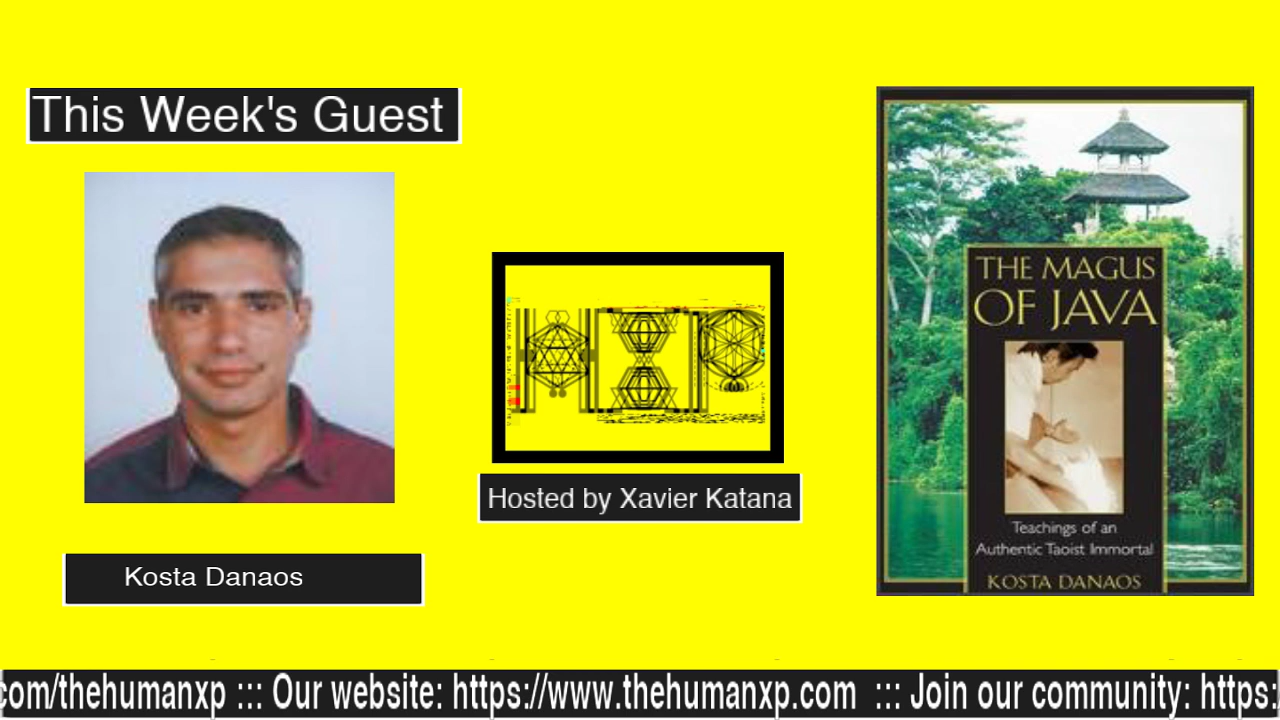 This Week's Guest
Kosta Danaos
Hosted by Xavier Katana
THE MAGUS
OF JAVA
Teachings of an
Authentic Taoist Immortal
KOSTA DANAOS
com/thehumanxp ::: Our website: https://www.thehumanxp.com ::: Join our community: https: